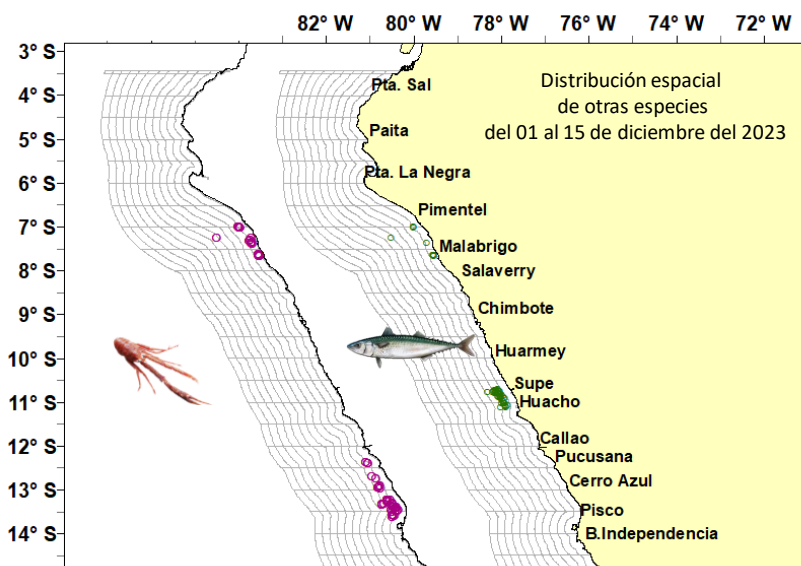 82° W 80° W 78° W 76° W 74° W 72° W
3° S
4° S
5° S
6° S
7° S
8° S
9° S
10° S
11° S
12° S
13° S
14° S
Distribución espacial
de otras especies
del 01 al 15 de diciembre del 2023
Pta. Sal
Paita
Pta. La Negra
Pimentel
Malabrigo
Salaverry
Chimbote
Huarmey
Supe
Huacho
Callao
Pucusana
Cerro Azul
Pisco
B.Independencia